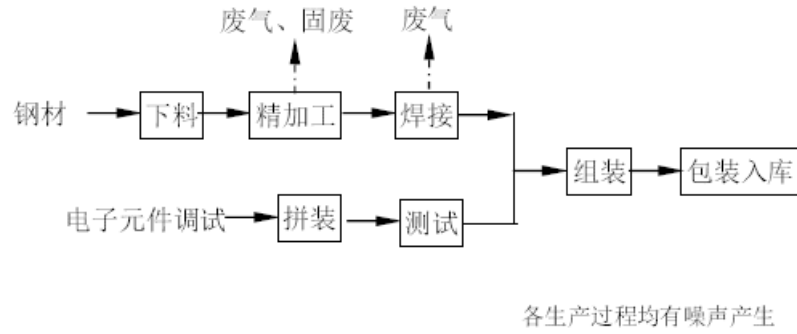 废气、固废
废气
钢材
下料
精加工
焊接
组装
包装入库
电子元件调试
拼装
测试
各生产过程均有噪声产生